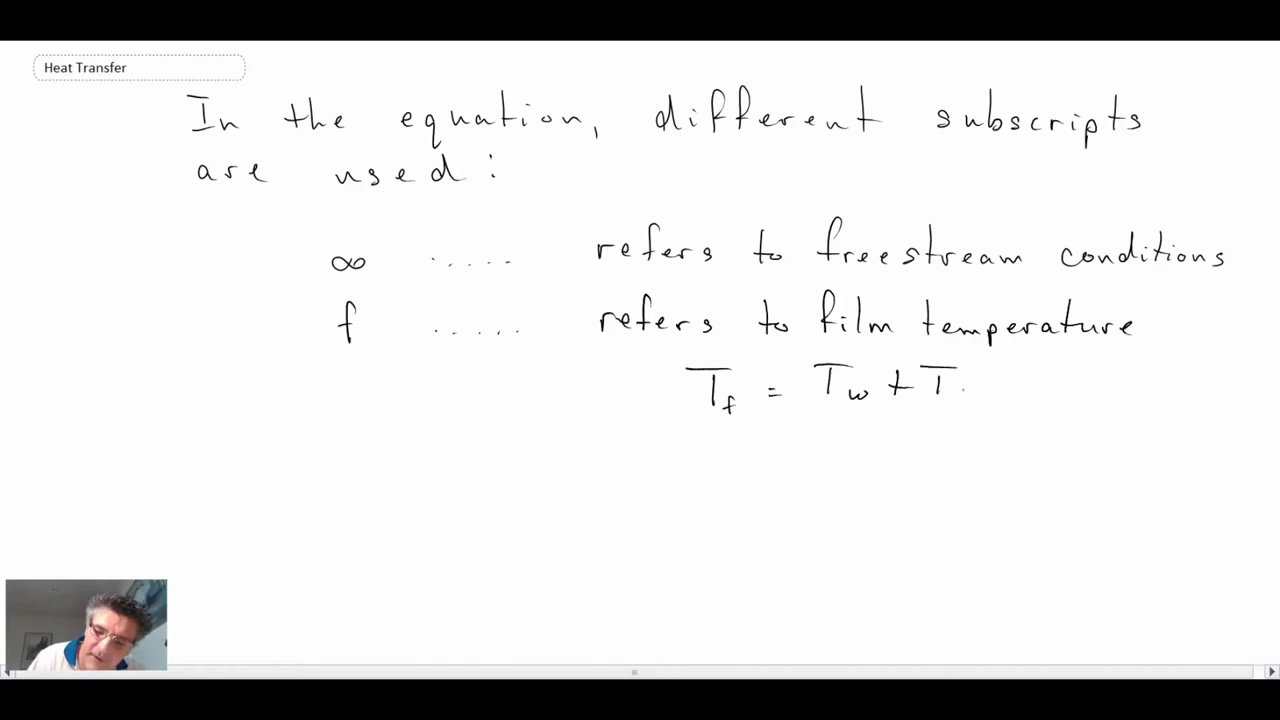 Heat Transfer
In the equation, different subscripts
are used:
∞ ..... refers to freestream conditions
f ..... refers to film temperature
T_f = T_w + T